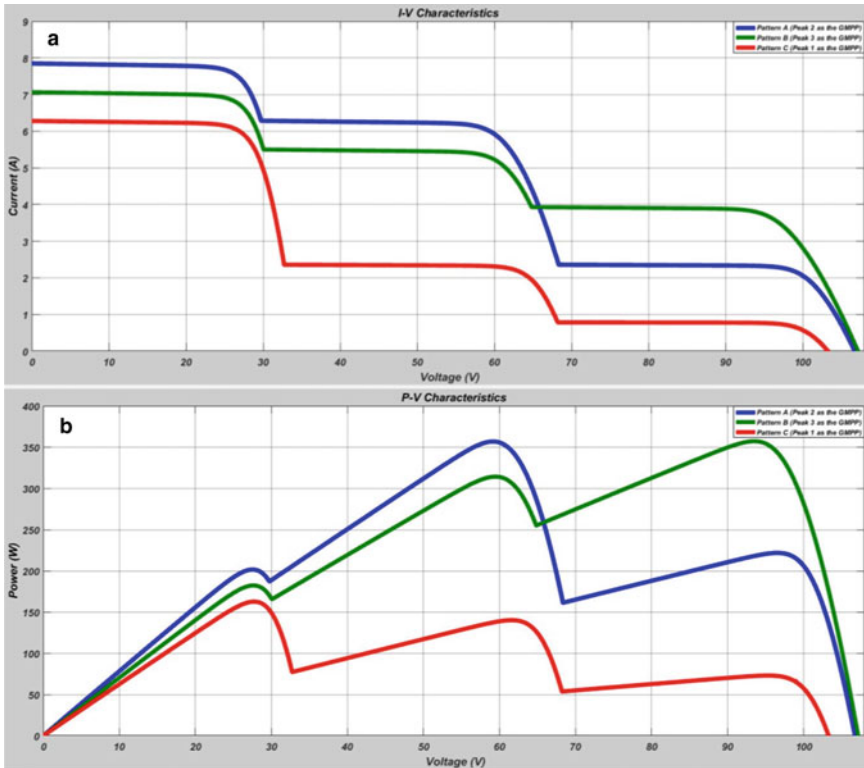 I-V Characteristics
a
Pattern A (Peak 2 as the GMPP)
Pattern B (Peak 3 as the GMPP)
Pattern C (Peak 1 as the GMPP)
Current (A)
9
8
7
6
5
4
3
2
1
0
0 10 20 30 40 50 60 70 80 90 100
Voltage (V)
P-V Characteristics
b
Pattern A (Peak 2 as the GMPP)
Pattern B (Peak 3 as the GMPP)
Pattern C (Peak 1 as the GMPP)
Power (W)
400
350
300
250
200
150
100
50
0
0 10 20 30 40 50 60 70 80 90 100
Voltage (V)